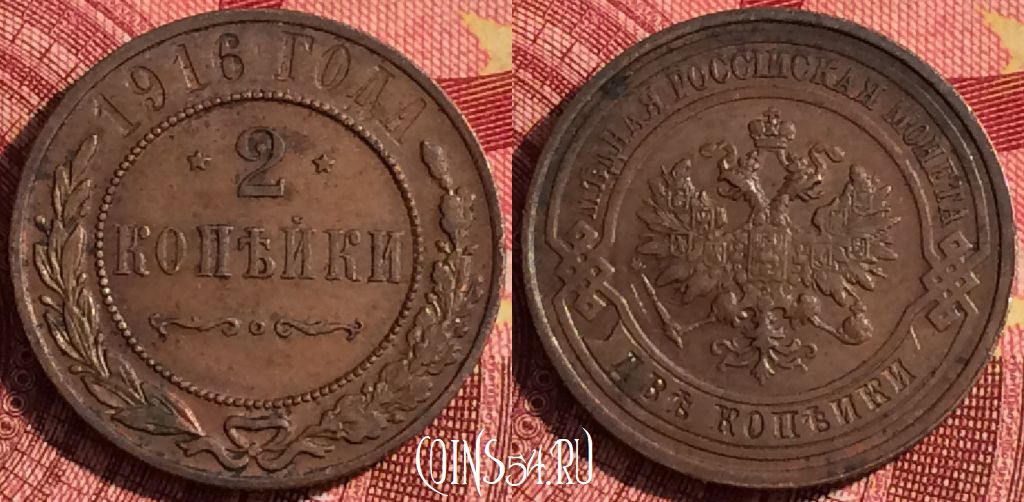 1916 ГОДА
2
КОПѢЙКИ
МѢДНАЯ РОССІЙСКАЯ МОНЕТА
ДВѢ КОПѢЙКИ
COINS54.RU